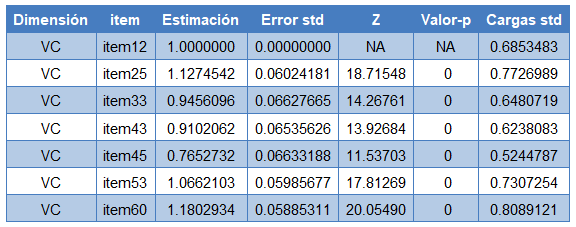 Dimensión item Estimación Error std Z Valor-p Cargas std
VC item12 1.0000000 0.00000000 NA NA 0.6853483
VC item25 1.1274542 0.06024181 18.71548 0 0.7726989
VC item33 0.9456096 0.06627665 14.26761 0 0.6480719
VC item43 0.9102062 0.06535626 13.92684 0 0.6238083
VC item45 0.7652732 0.06633188 11.53703 0 0.5244787
VC item53 1.0662103 0.05985677 17.81269 0 0.7307254
VC item60 1.1802934 0.05885311 20.05490 0 0.8089121